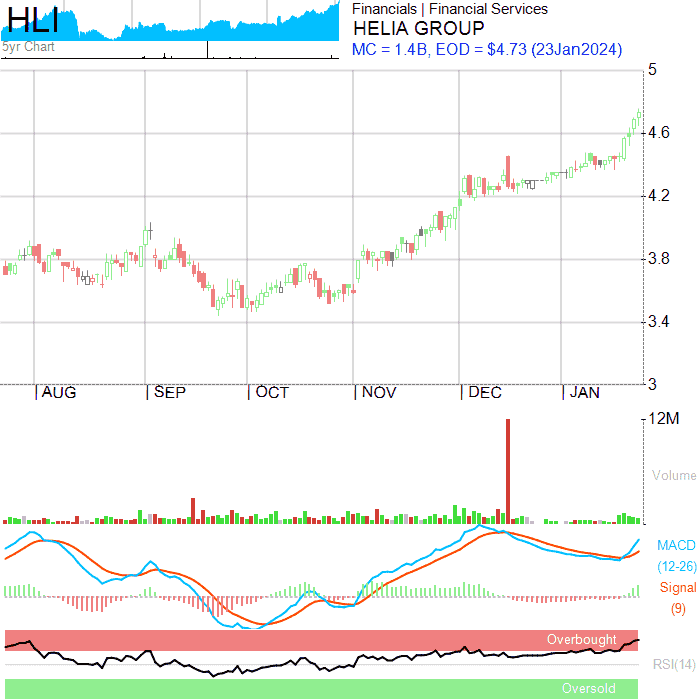 HLI
5yr Chart
Financials | Financial Services
HELIA GROUP
MC = 1.4B, EOD = $4.73 (23Jan2024)
5
4.6
4.2
3.8
3.4
3
AUG SEP OCT NOV DEC JAN
12M
Volume
MACD
(12-26)
Signal
(9)
Overbought
RSI(14)
Oversold